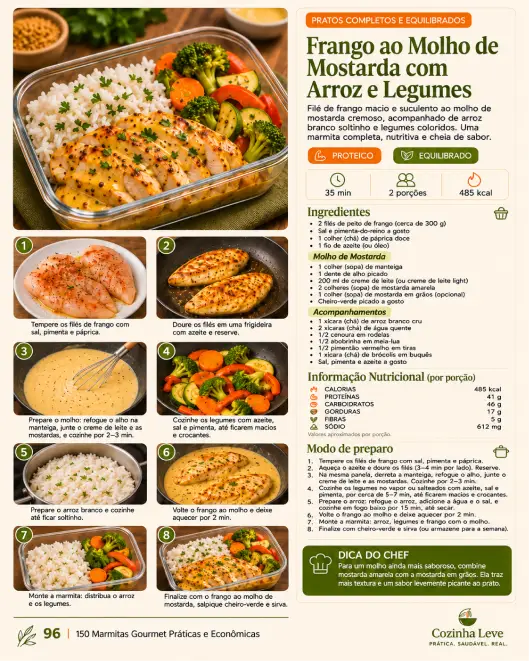 PRATOS COMPLETOS E EQUILIBRADOS
Frango ao Molho de
Mostarda com
Arroz e Legumes
Filé de frango macio e suculento ao molho de
mostarda cremoso, acompanhado de arroz
branco soltinho e legumes coloridos. Uma
marmita completa, nutritiva e cheia de sabor.
PROTEICO
EQUILIBRADO
35 min
2 porções
485 kcal
Ingredientes
• 2 filés de peito de frango (cerca de 300 g)
• Sal e pimenta-do-reino a gosto
• 1 colher (chá) de páprica doce
• 1 fio de azeite (ou óleo)
Molho de Mostarda
• 1 colher (sopa) de manteiga
• 1 dente de alho picado
• 200 ml de creme de leite (ou creme de leite light)
• 2 colheres (sopa) de mostarda amarela
• 1 colher (sopa) de mostarda em grãos (opcional)
• Cheiro-verde picado a gosto
Acompanhamentos
• 1 xícara (chá) de arroz branco cru
• 2 xícaras (chá) de água quente
• 1/2 cenoura em rodelas
• 1/2 abobrinha em meia-lua
• 1/2 pimentão vermelho em tiras
• 1 xícara (chá) de brócolis em buquês
• Sal, pimenta e azeite a gosto
Informação Nutricional (por porção)
CALORIAS 485 kcal
PROTEÍNAS 41 g
CARBOIDRATOS 46 g
GORDURAS 17 g
FIBRAS 5 g
SÓDIO 612 mg
Valores aproximados por porção.
Modo de preparo
1. Tempere os filés de frango com sal, pimenta e páprica.
2. Aqueça o azeite e doure os filés (3–4 min por lado). Reserve.
3. Na mesma panela, derreta a manteiga, refogue o alho, junte o
creme de leite e as mostardas. Cozinhe por 2–3 min.
4. Cozinhe os legumes no vapor ou salteados com azeite, sal e
pimenta, por cerca de 5–7 min, até ficarem macios e crocantes.
5. Prepare o arroz: refogue o arroz, adicione a água e o sal, e
cozinhe em fogo baixo por 15 min, até secar.
6. Volte o frango ao molho e deixe aquecer por 2 min.
7. Monte a marmita: arroz, legumes e frango com o molho.
8. Finalize com cheiro-verde e sirva (ou armazene para a semana).
DICA DO CHEF
Para um molho ainda mais saboroso, combine
mostarda amarela com a mostarda em grãos. Ela traz
mais textura e um sabor levemente picante ao prato.
1
Tempere os filés de frango com
sal, pimenta e páprica.
2
Doure os filés em uma frigideira
com azeite e reserve.
3
Prepare o molho: refogue o alho na
manteiga, junte o creme de leite e as
mostardas, e cozinhe por 2–3 min.
4
Cozinhe os legumes com azeite,
sal e pimenta, até ficarem macios
e crocantes.
5
Prepare o arroz branco e cozinhe
até ficar soltinho.
6
Volte o frango ao molho e deixe
aquecer por 2 min.
7
Monte a marmita: distribua o arroz
e os legumes.
8
Finalize com o frango ao molho de
mostarda, salpique cheiro-verde e sirva.
96 | 150 Marmitas Gourmet Práticas e Econômicas
Cozinha Leve
PRÁTICA. SAUDÁVEL. REAL.